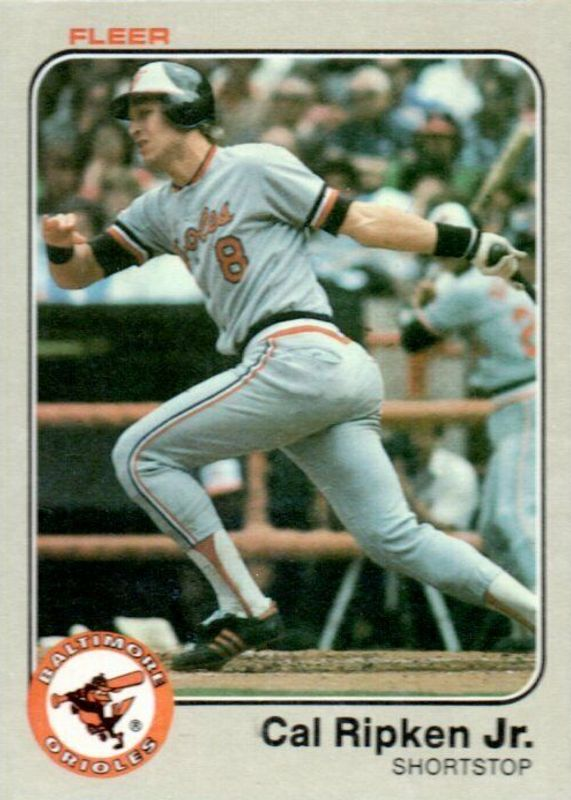 FLEER
Orioles
8
BALTIMORE
ORIOLES
®
Cal Ripken Jr.
SHORTSTOP